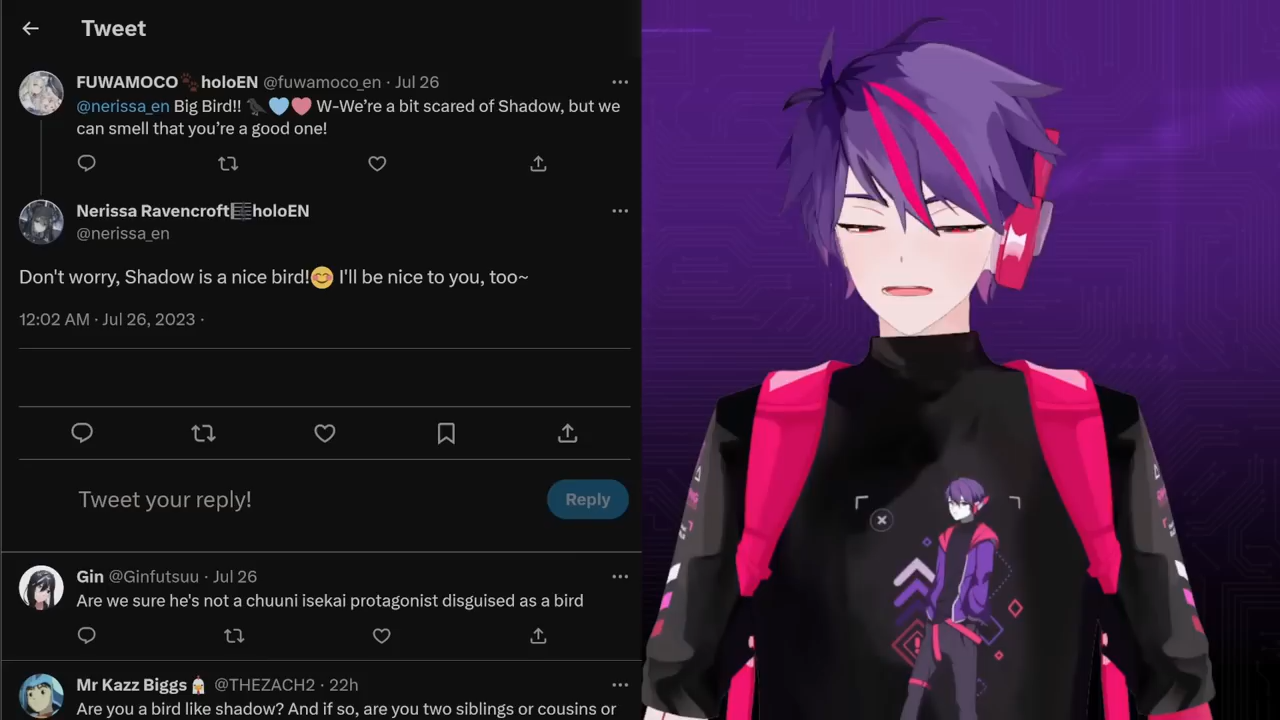 Tweet
FUWAMOCO🐾holoEN @fuwamoco_en · Jul 26
@nerissa_en Big Bird!! 🐦‍⬛🩵🩷 W-We’re a bit scared of Shadow, but we
can smell that you’re a good one!
Nerissa Ravencroft🎼holoEN
@nerissa_en
Don't worry, Shadow is a nice bird!😊 I'll be nice to you, too~
12:02 AM · Jul 26, 2023 ·
Tweet your reply!
Reply
Gin @Ginfutsuu · Jul 26
Are we sure he's not a chuuni isekai protagonist disguised as a bird
Mr Kazz Biggs @THEZACH2 · 22h
Are you a bird like shadow? And if so, are you two siblings or cousins or